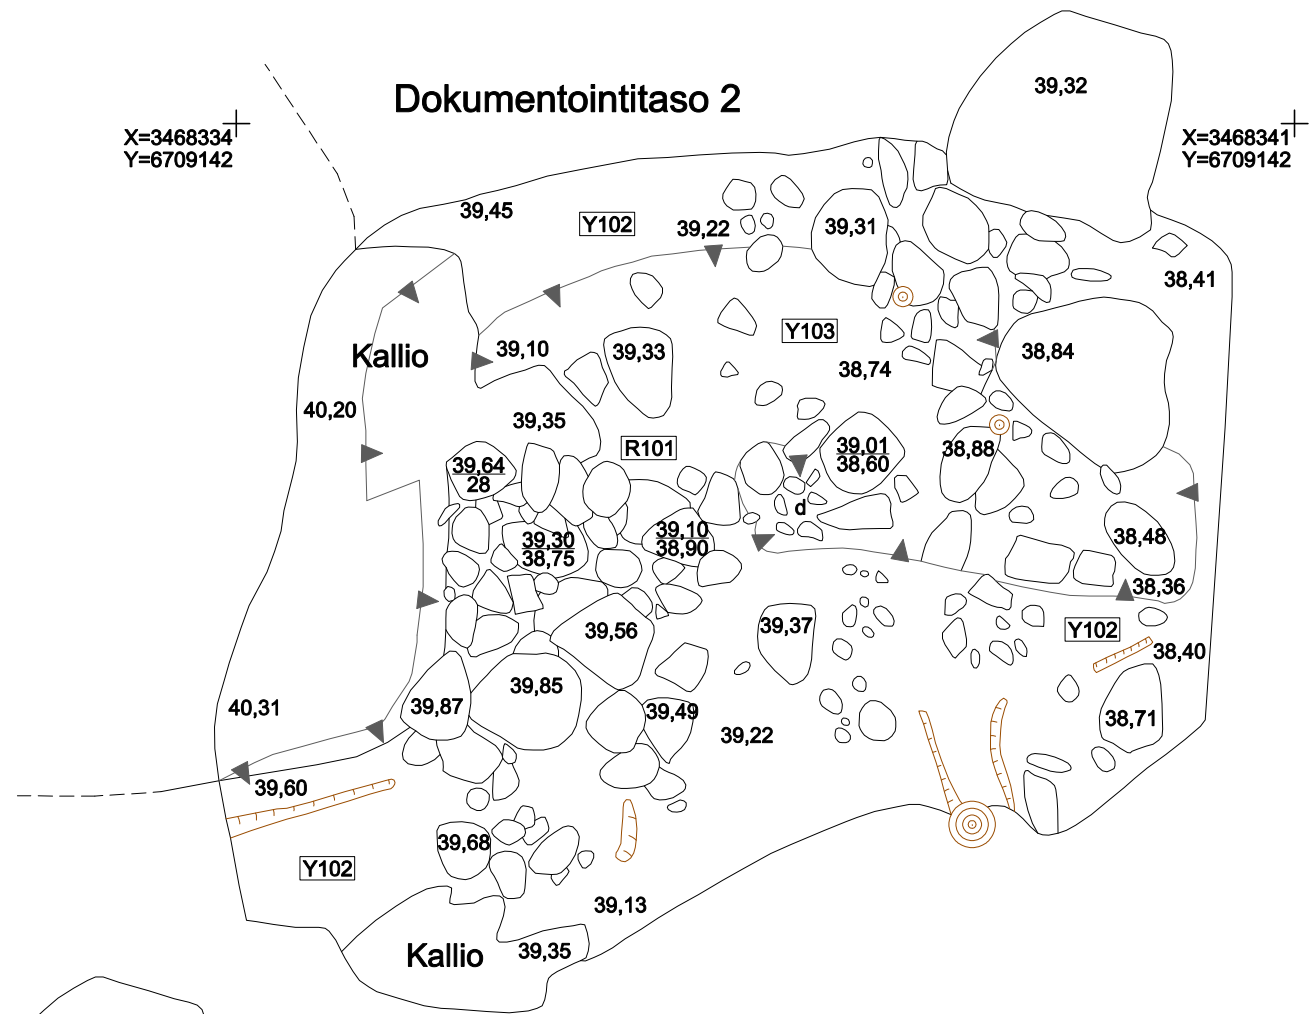 Dokumentointitaso 2
39,32
X=3468334
Y=6709142
X=3468341
Y=6709142
39,45
Y102
39,22
39,31
38,41
Y103
39,10
39,33
38,84
Kallio
38,74
40,20
39,35
R101
39,01
38,60
38,88
39,64
28
d
39,30
38,75
39,10
38,90
38,48
38,36
39,56
39,37
Y102
38,40
39,85
39,87
40,31
39,49
39,22
38,71
39,60
39,68
Y102
39,13
Kallio
39,35